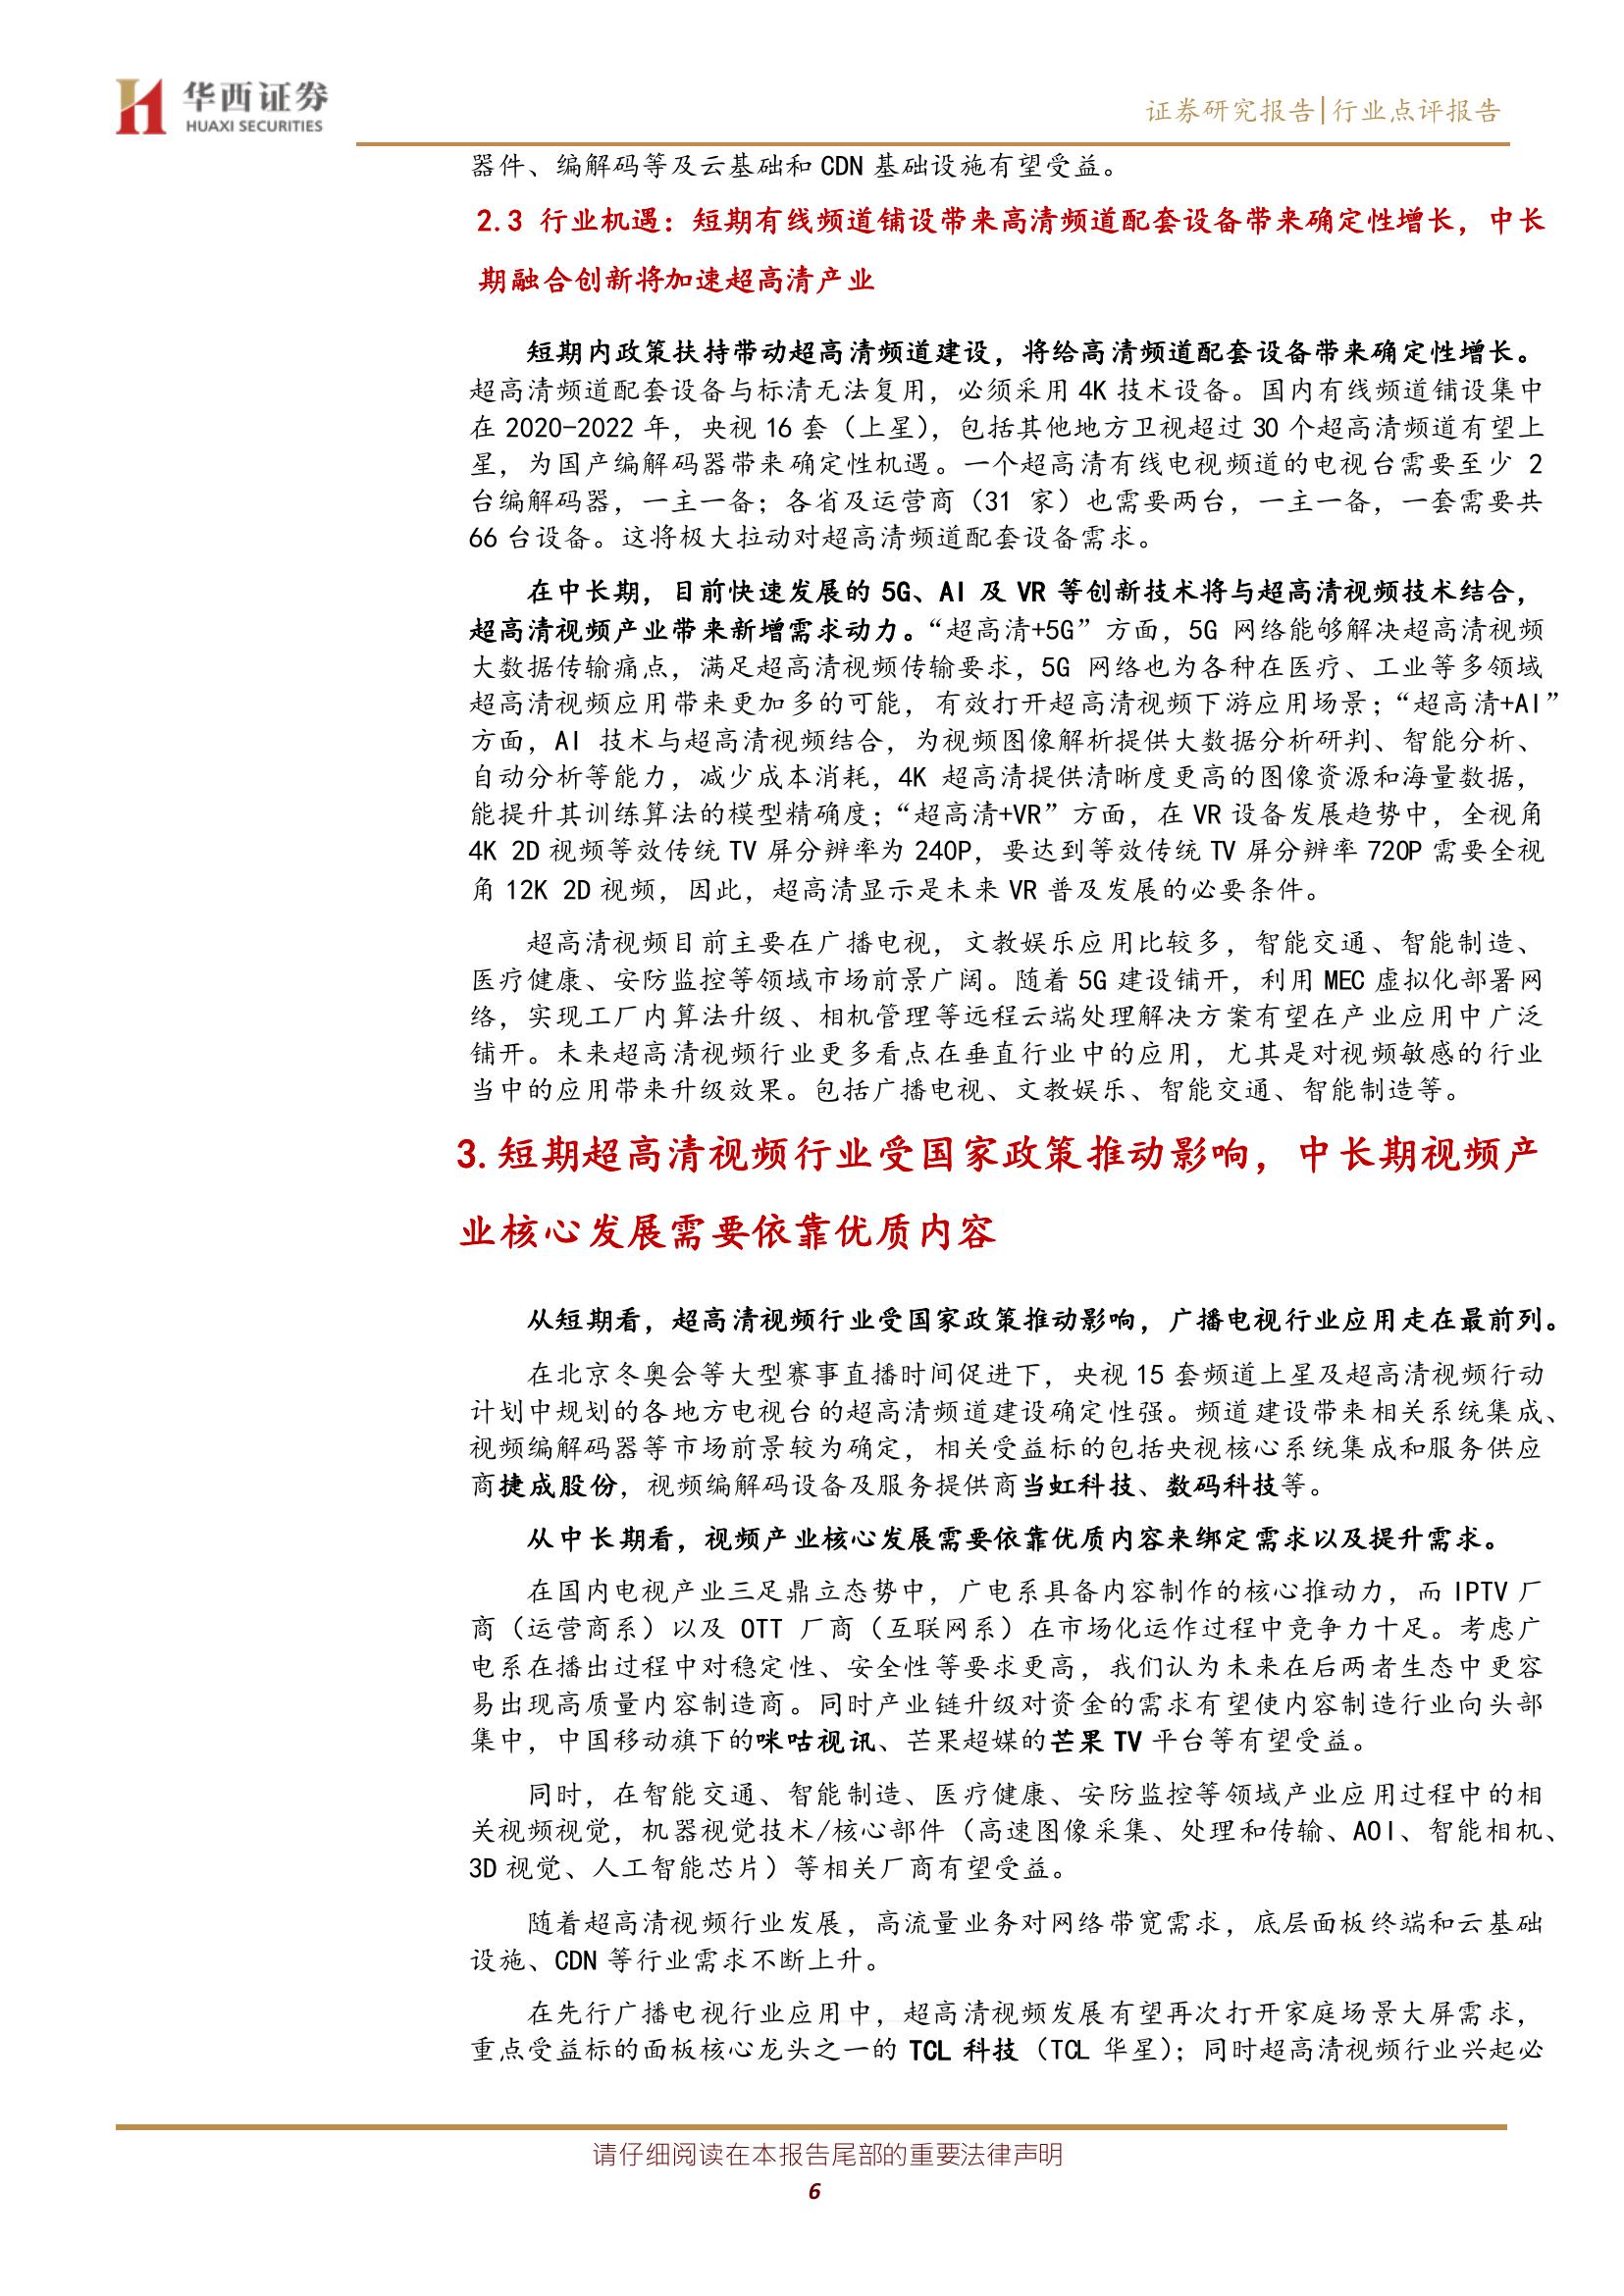 华西证券
HUAXI SECURITIES
证券研究报告|行业点评报告
器件、编解码等及云基础和 CDN 基础设施有望受益。
2.3 行业机遇：短期有线频道铺设带来高清频道配套设备带来确定性增长，中长
期融合创新将加速超高清产业
短期内政策扶持带动超高清频道建设，将给高清频道配套设备带来确定性增长。
超高清频道配套设备与标清无法复用，必须采用 4K 技术设备。国内有线频道铺设集中
在 2020-2022 年，央视 16 套（上星），包括其他地方卫视超过 30 个超高清频道有望上
星，为国产编解码器带来确定性机遇。一个超高清有线电视频道的电视台需要至少 2
台编解码器，一主一备；各省及运营商（31 家）也需要两台，一主一备，一套需要共
66 台设备。这将极大拉动对超高清频道配套设备需求。
在中长期，目前快速发展的 5G、AI 及 VR 等创新技术将与超高清视频技术结合，
超高清视频产业带来新增需求动力。“超高清+5G”方面，5G 网络能够解决超高清视频
大数据传输痛点，满足超高清视频传输要求，5G 网络也为各种在医疗、工业等多领域
超高清视频应用带来更加多的可能，有效打开超高清视频下游应用场景；“超高清+AI”
方面，AI 技术与超高清视频结合，为视频图像解析提供大数据分析研判、智能分析、
自动分析等能力，减少成本消耗，4K 超高清提供清晰度更高的图像资源和海量数据，
能提升其训练算法的模型精确度；“超高清+VR”方面，在 VR 设备发展趋势中，全视角
4K 2D 视频等效传统 TV 屏分辨率为 240P，要达到等效传统 TV 屏分辨率 720P 需要全视
角 12K 2D 视频，因此，超高清显示是未来 VR 普及发展的必要条件。
超高清视频目前主要在广播电视，文教娱乐应用比较多，智能交通、智能制造、
医疗健康、安防监控等领域市场前景广阔。随着 5G 建设铺开，利用 MEC 虚拟化部署网
络，实现工厂内算法升级、相机管理等远程云端处理解决方案有望在产业应用中广泛
铺开。未来超高清视频行业更多看点在垂直行业中的应用，尤其是对视频敏感的行业
当中的应用带来升级效果。包括广播电视、文教娱乐、智能交通、智能制造等。
3.短期超高清视频行业受国家政策推动影响，中长期视频产
业核心发展需要依靠优质内容
从短期看，超高清视频行业受国家政策推动影响，广播电视行业应用走在最前列。
在北京冬奥会等大型赛事直播时间促进下，央视 15 套频道上星及超高清视频行动
计划中规划的各地方电视台的超高清频道建设确定性强。频道建设带来相关系统集成、
视频编解码器等市场前景较为确定，相关受益标的包括央视核心系统集成和服务供应
商捷成股份，视频编解码设备及服务提供商当虹科技、数码科技等。
从中长期看，视频产业核心发展需要依靠优质内容来绑定需求以及提升需求。
在国内电视产业三足鼎立态势中，广电系具备内容制作的核心推动力，而 IPTV 厂
商（运营商系）以及 OTT 厂商（互联网系）在市场化运作过程中竞争力十足。考虑广
电系在播出过程中对稳定性、安全性等要求更高，我们认为未来在后两者生态中更容
易出现高质量内容制造商。同时产业链升级对资金的需求有望使内容制造行业向头部
集中，中国移动旗下的咪咕视讯、芒果超媒的芒果 TV 平台等有望受益。
同时，在智能交通、智能制造、医疗健康、安防监控等领域产业应用过程中的相
关视频视觉，机器视觉技术/核心部件（高速图像采集、处理和传输、AOI、智能相机、
3D 视觉、人工智能芯片）等相关厂商有望受益。
随着超高清视频行业发展，高流量业务对网络带宽需求，底层面板终端和云基础
设施、CDN 等行业需求不断上升。
在先行广播电视行业应用中，超高清视频发展有望再次打开家庭场景大屏需求，
重点受益标的面板核心龙头之一的 TCL 科技（TCL 华星）；同时超高清视频行业兴起必
请仔细阅读在本报告尾部的重要法律声明
6